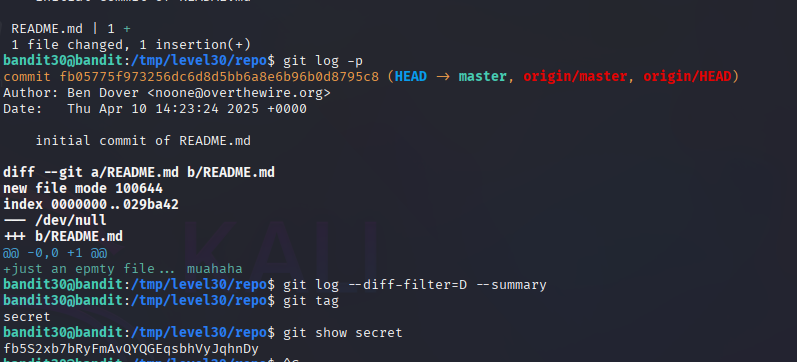 README.md | 1 +
1 file changed, 1 insertion(+)
bandit30@bandit:/tmp/level30/repo$ git log -p
commit fb05775f973256dc6d8d5bb6a8e6b96b0d8795c8 (HEAD → master, origin/master, origin/HEAD)
Author: Ben Dover <noone@overthewire.org>
Date:   Thu Apr 10 14:23:24 2025 +0000
initial commit of README.md
diff --git a/README.md b/README.md
new file mode 100644
index 0000000..029ba42
--- /dev/null
+++ b/README.md
@@ -0,0 +1 @@
+just an epmty file... muahaha
bandit30@bandit:/tmp/level30/repo$ git log --diff-filter=D --summary
bandit30@bandit:/tmp/level30/repo$ git tag
secret
bandit30@bandit:/tmp/level30/repo$ git show secret
fb5S2xb7bRyFmAvQYQGEqsbhVyJqhnDy